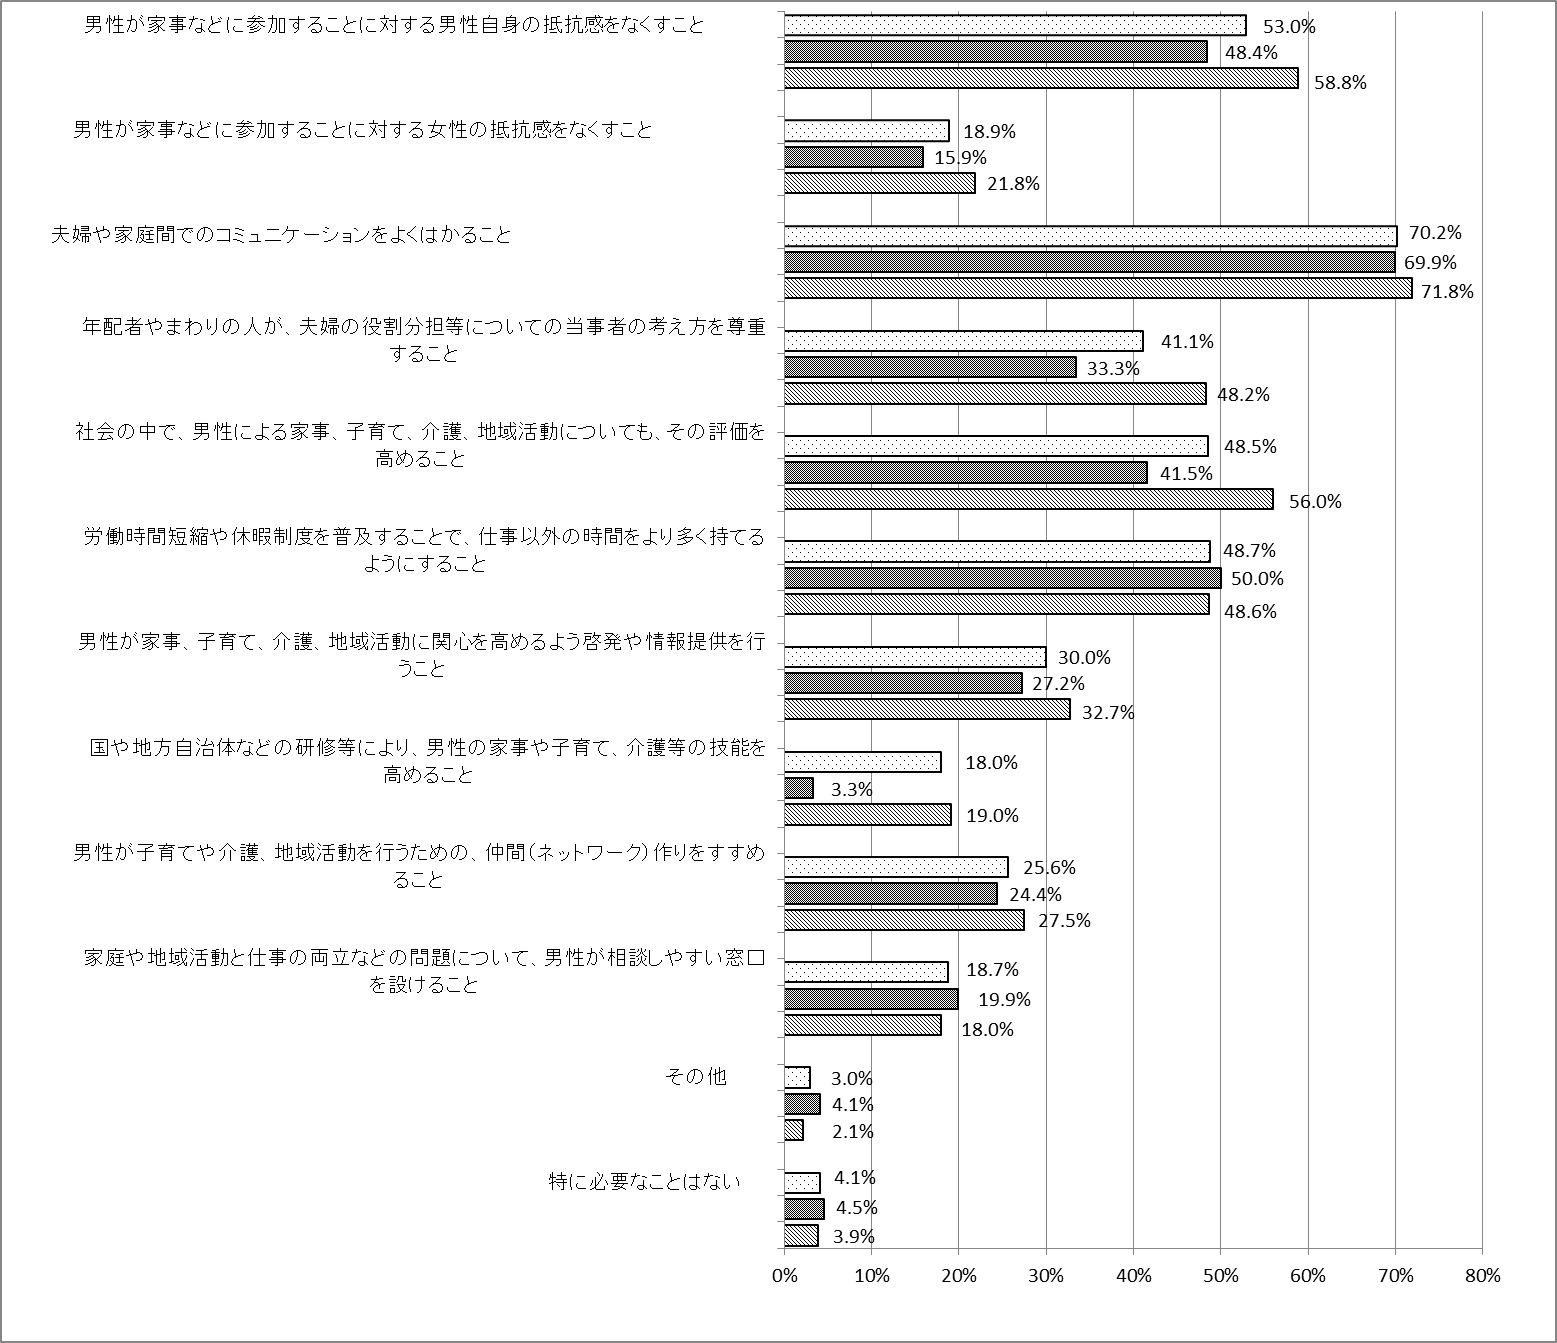 男性が家事などに参加することに対する男性自身の抵抗感をなくすこと
53.0%
48.4%
58.8%
男性が家事などに参加することに対する女性の抵抗感をなくすこと
18.9%
15.9%
21.8%
夫婦や家庭間でのコミュニケーションをよくはかること
70.2%
69.9%
71.8%
年配者やまわりの人が、夫婦の役割分担等についての当事者の考え方を尊重
すること
41.1%
33.3%
48.2%
社会の中で、男性による家事、子育て、介護、地域活動についても、その評価を
高めること
48.5%
41.5%
56.0%
労働時間短縮や休暇制度を普及することで、仕事以外の時間をより多く持てる
ようにすること
48.7%
50.0%
48.6%
男性が家事、子育て、介護、地域活動に関心を高めるよう啓発や情報提供を行
うこと
30.0%
27.2%
32.7%
国や地方自治体などの研修等により、男性の家事や子育て、介護等の技能を
高めること
18.0%
3.3%
19.0%
男性が子育てや介護、地域活動を行うための、仲間(ネットワーク)作りをすすめ
ること
25.6%
24.4%
27.5%
家庭や地域活動と仕事の両立などの問題について、男性が相談しやすい窓口
を設けること
18.7%
19.9%
18.0%
その他
3.0%
4.1%
2.1%
特に必要なことはない
4.1%
4.5%
3.9%
0% 10% 20% 30% 40% 50% 60% 70% 80%